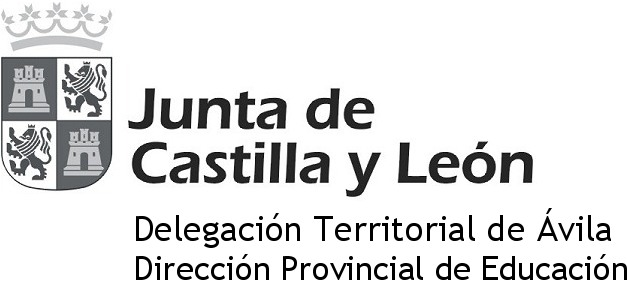 Junta de
Castilla y León
Delegación Territorial de Ávila
Dirección Provincial de Educación